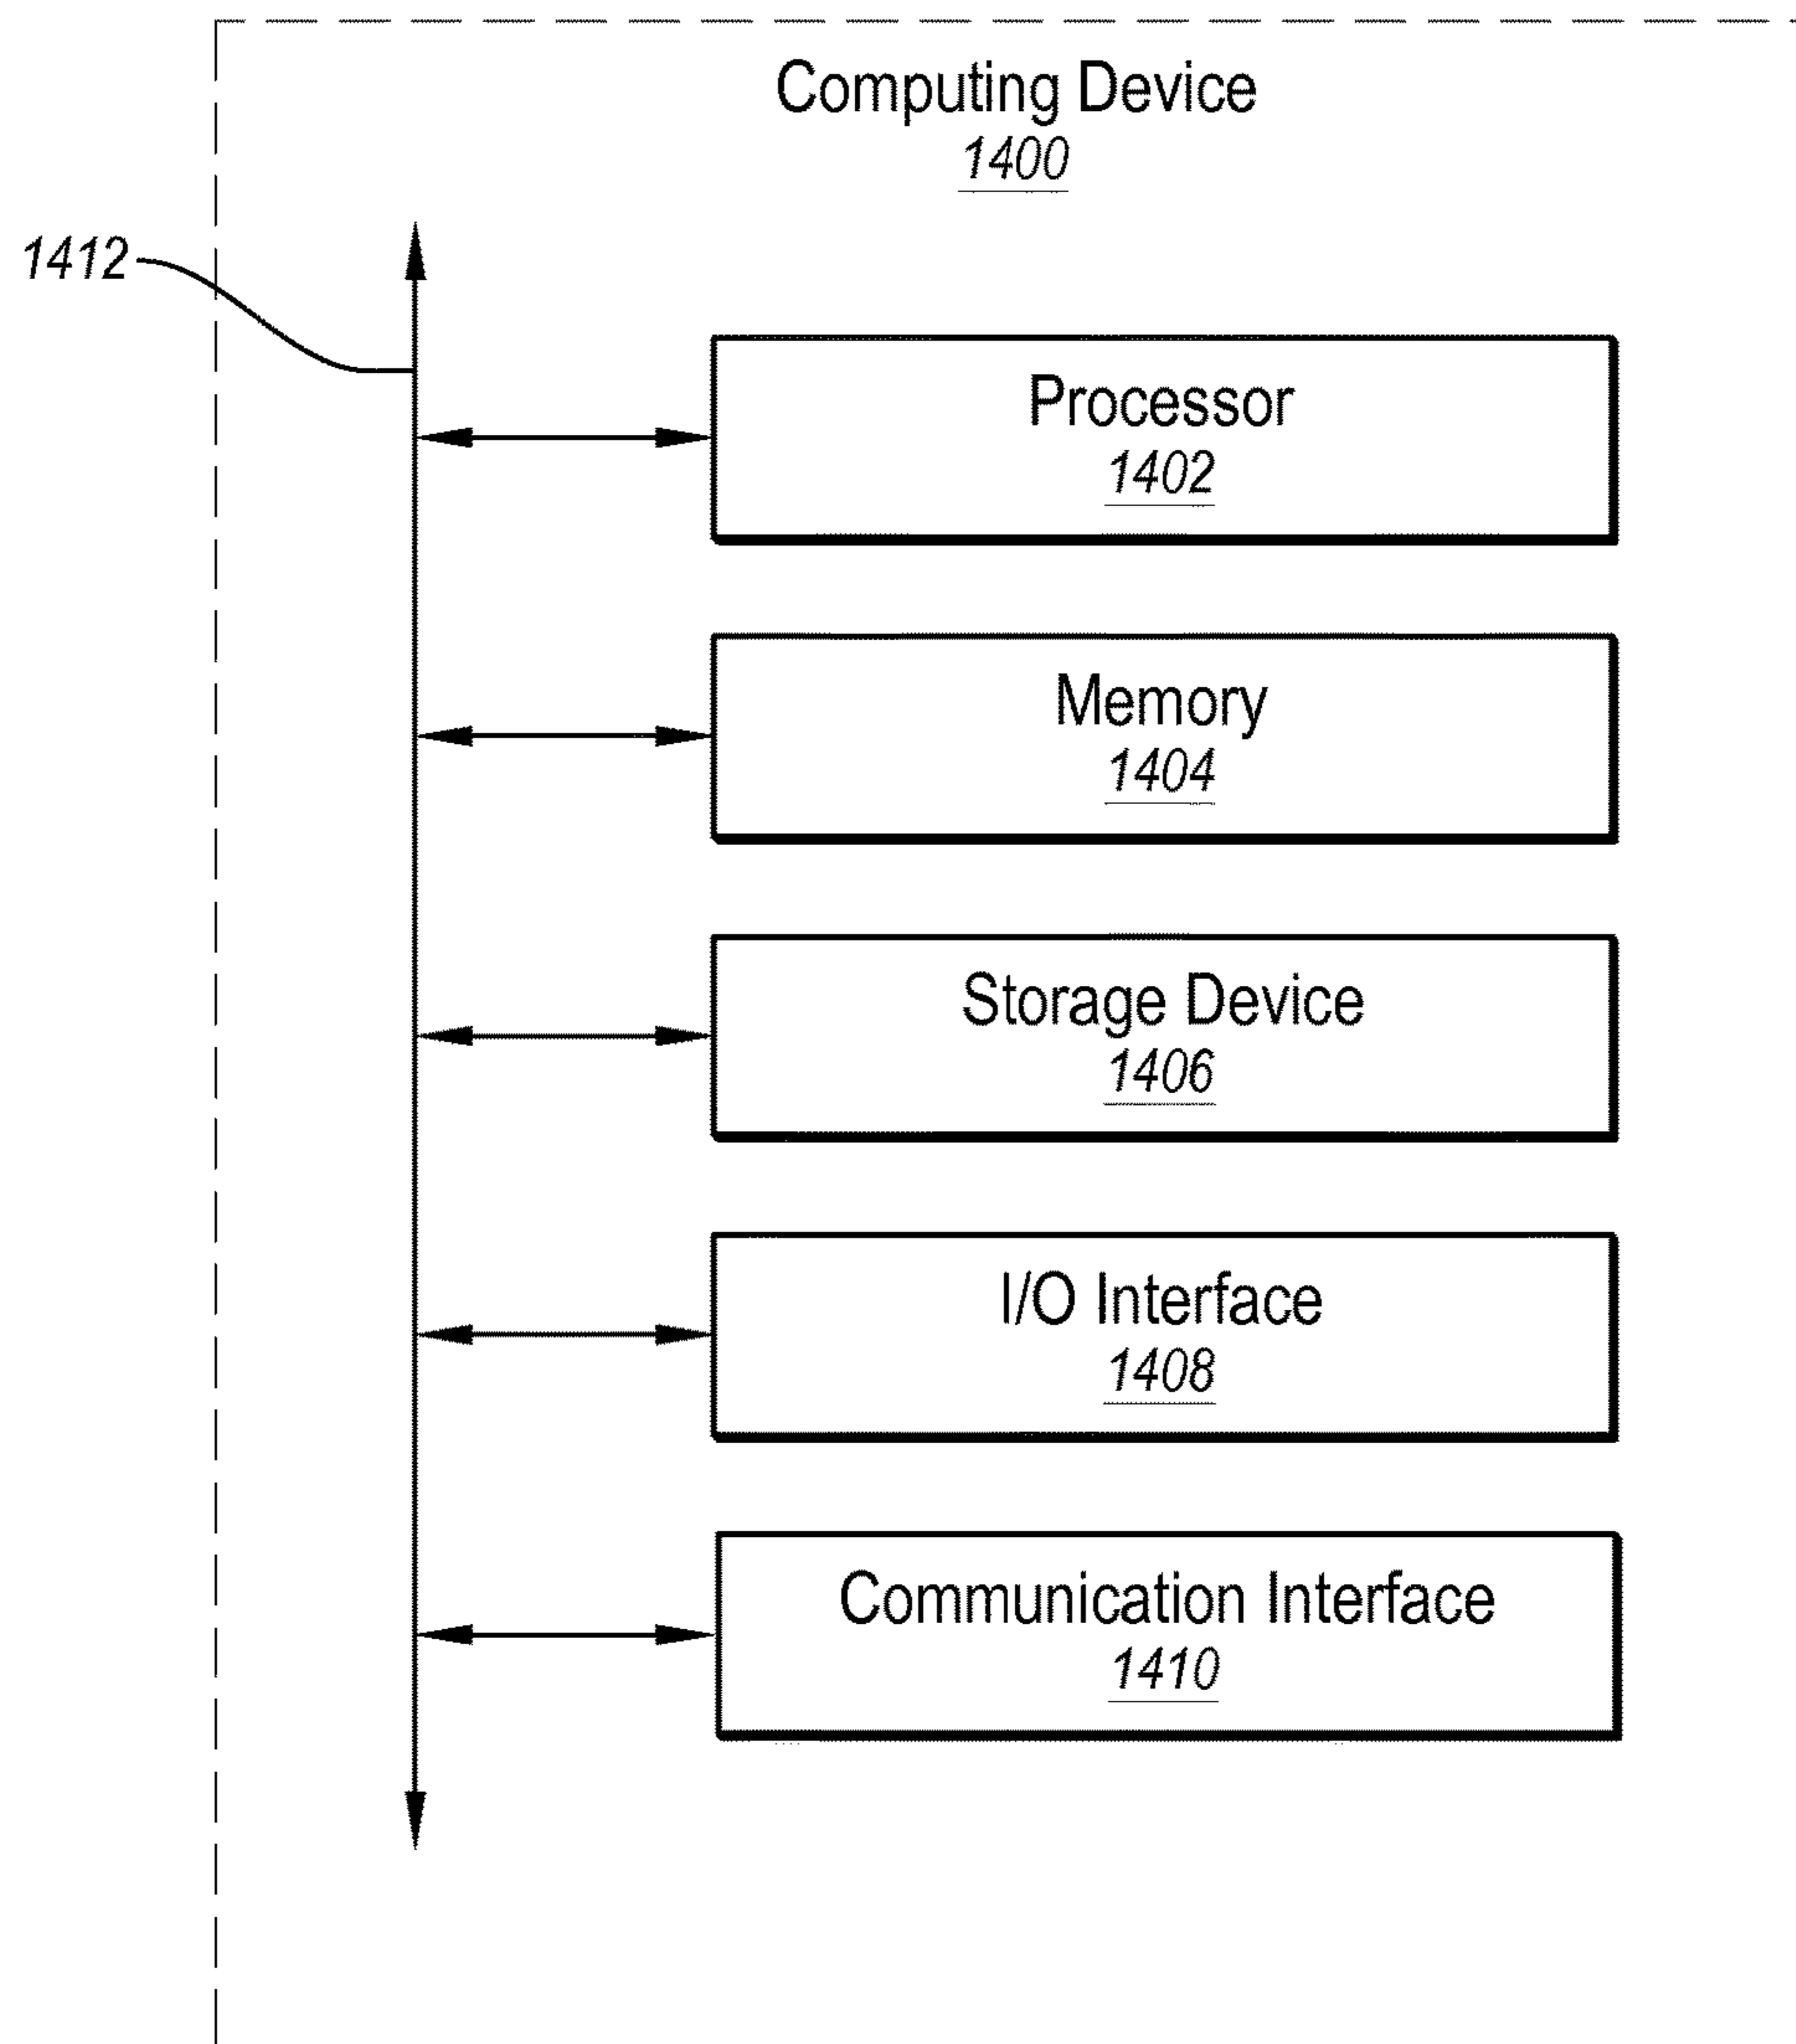 Computing Device
1400
1412
Processor
1402
Memory
1404
Storage Device
1406
I/O Interface
1408
Communication Interface
1410